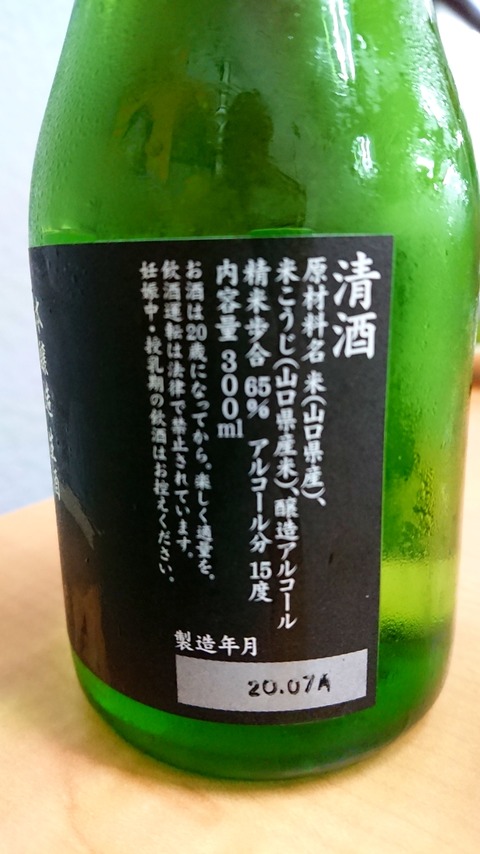 清酒
原材料名 米(山口県産)、
米こうじ(山口県産米)、醸造アルコール
精米歩合 65% アルコール分 15度
内容量 300ml
お酒は20歳になってから。楽しく適量を。
飲酒運転は法律で禁止されています。
妊娠中・授乳期の飲酒はお控えください。
製造年月
20.07A